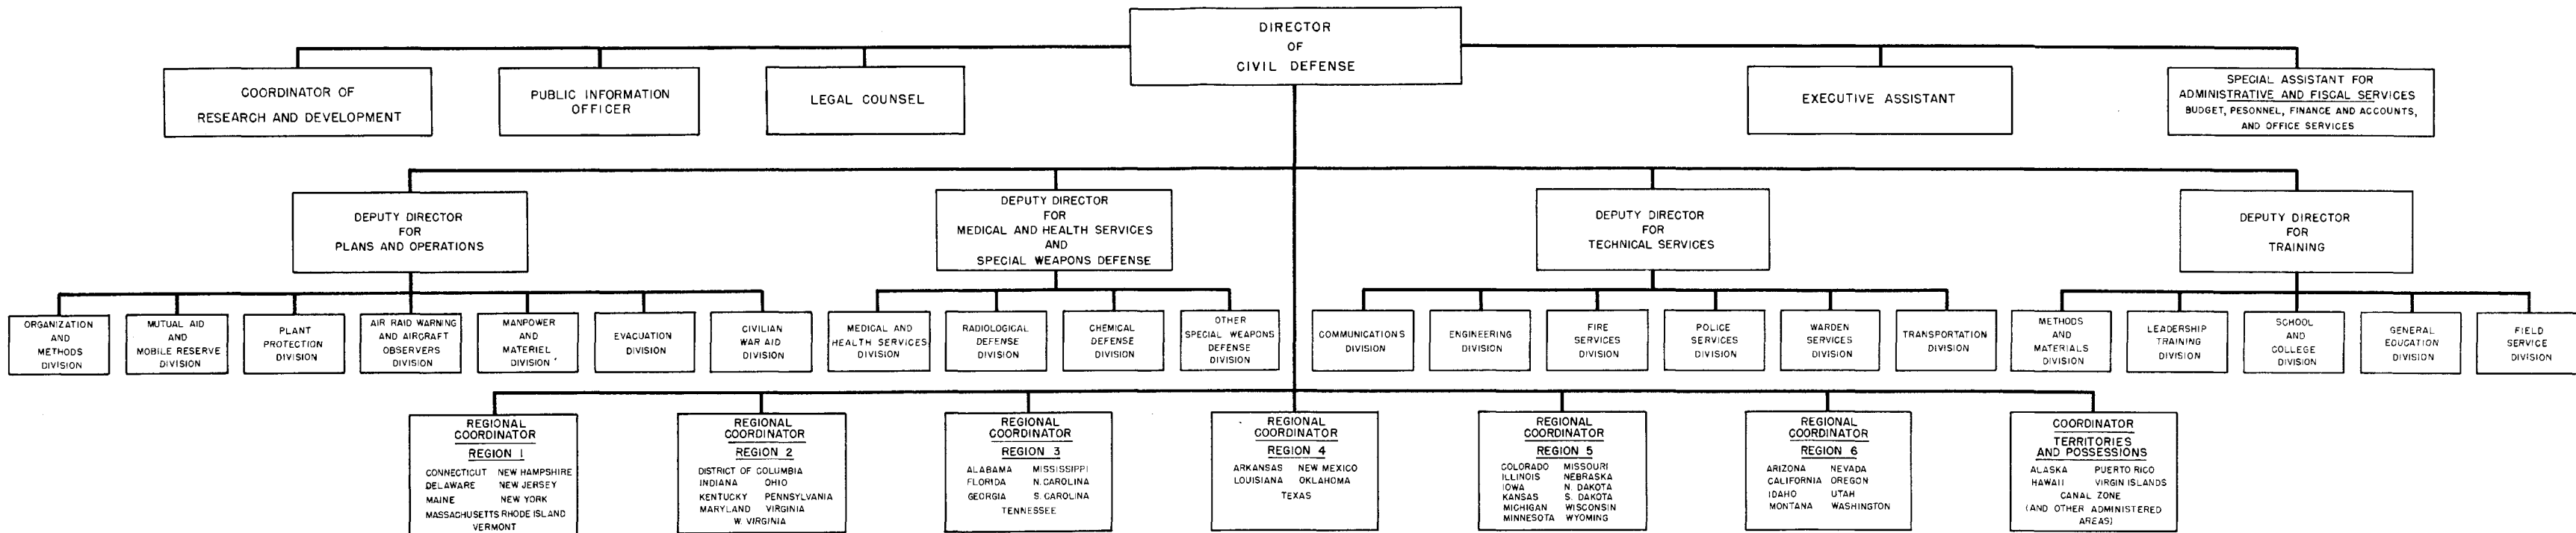 DIRECTOR
OF
CIVIL DEFENSE
COORDINATOR OF
RESEARCH AND DEVELOPMENT
PUBLIC INFORMATION
OFFICER
LEGAL COUNSEL
EXECUTIVE ASSISTANT
SPECIAL ASSISTANT FOR
ADMINISTRATIVE AND FISCAL SERVICES
BUDGET, PESONNEL, FINANCE AND ACCOUNTS,
AND OFFICE SERVICES
DEPUTY DIRECTOR
FOR
PLANS AND OPERATIONS
DEPUTY DIRECTOR
FOR
MEDICAL AND HEALTH SERVICES
AND
SPECIAL WEAPONS DEFENSE
DEPUTY DIRECTOR
FOR
TECHNICAL SERVICES
DEPUTY DIRECTOR
FOR
TRAINING
ORGANIZATION
AND
METHODS
DIVISION
MUTUAL AID
AND
MOBILE RESERVE
DIVISION
PLANT
PROTECTION
DIVISION
AIR RAID WARNING
AND AIRCRAFT
OBSERVERS
DIVISION
MANPOWER
AND
MATERIEL
DIVISION
EVACUATION
DIVISION
CIVILIAN
WAR AID
DIVISION
MEDICAL AND
HEALTH SERVICES
DIVISION
RADIOLOGICAL
DEFENSE
DIVISION
CHEMICAL
DEFENSE
DIVISION
OTHER
SPECIAL WEAPONS
DEFENSE
DIVISION
COMMUNICATIONS
DIVISION
ENGINEERING
DIVISION
FIRE
SERVICES
DIVISION
POLICE
SERVICES
DIVISION
WARDEN
SERVICES
DIVISION
TRANSPORTATION
DIVISION
METHODS
AND
MATERIALS
DIVISION
LEADERSHIP
TRAINING
DIVISION
SCHOOL
AND
COLLEGE
DIVISION
GENERAL
EDUCATION
DIVISION
FIELD
SERVICE
DIVISION
REGIONAL
COORDINATOR
REGION 1
CONNECTICUT NEW HAMPSHIRE
DELAWARE NEW JERSEY
MAINE NEW YORK
MASSACHUSETTS RHODE ISLAND
VERMONT
REGIONAL
COORDINATOR
REGION 2
DISTRICT OF COLUMBIA
INDIANA OHIO
KENTUCKY PENNSYLVANIA
MARYLAND VIRGINIA
W. VIRGINIA
REGIONAL
COORDINATOR
REGION 3
ALABAMA MISSISSIPPI
FLORIDA N. CAROLINA
GEORGIA S. CAROLINA
TENNESSEE
REGIONAL
COORDINATOR
REGION 4
ARKANSAS NEW MEXICO
LOUISIANA OKLAHOMA
TEXAS
REGIONAL
COORDINATOR
REGION 5
COLORADO MISSOURI
ILLINOIS NEBRASKA
IOWA N. DAKOTA
KANSAS S. DAKOTA
MICHIGAN WISCONSIN
MINNESOTA WYOMING
REGIONAL
COORDINATOR
REGION 6
ARIZONA NEVADA
CALIFORNIA OREGON
IDAHO UTAH
MONTANA WASHINGTON
COORDINATOR
TERRITORIES
AND POSSESSIONS
ALASKA PUERTO RICO
HAWAII VIRGIN ISLANDS
CANAL ZONE
(AND OTHER ADMINISTERED
AREAS)